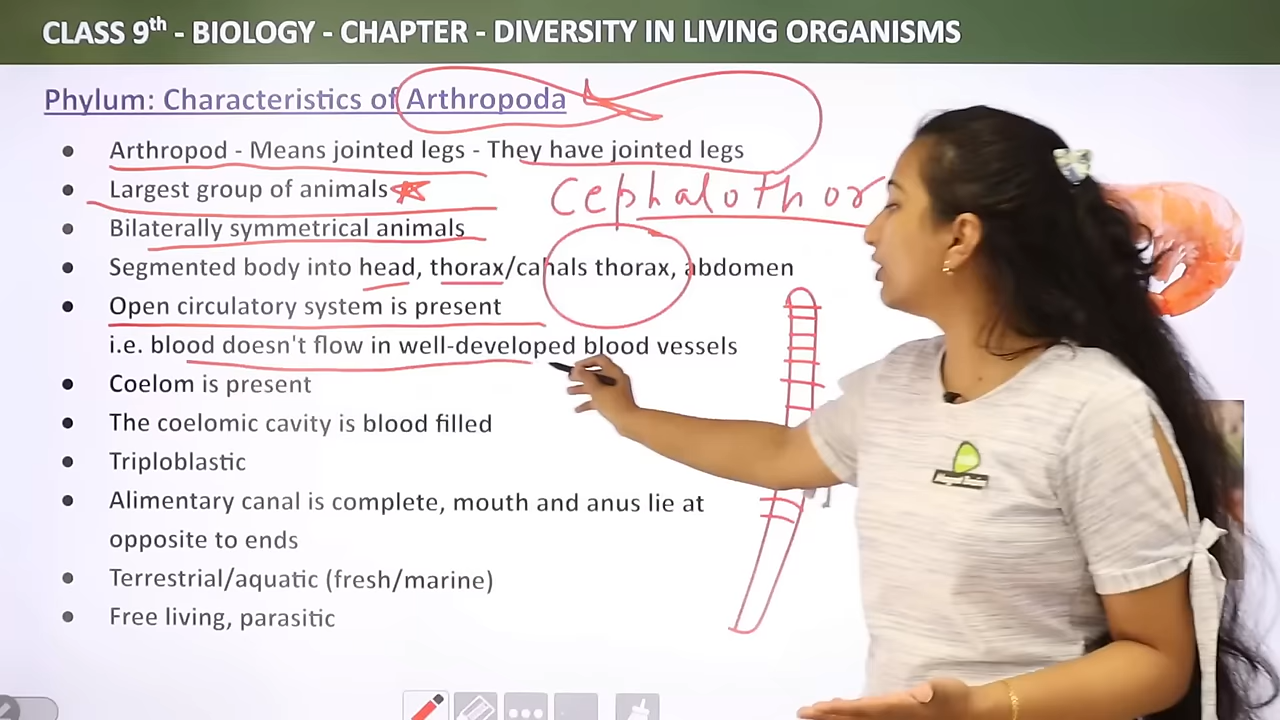 CLASS 9th - BIOLOGY - CHAPTER - DIVERSITY IN LIVING ORGANISMS
Phylum: Characteristics of Arthropoda
Arthropod - Means jointed legs - They have jointed legs
Cephalothor
Largest group of animals
Bilaterally symmetrical animals
Segmented body into head, thorax/cahals thorax, abdomen
Open circulatory system is present
i.e. blood doesn't flow in well-developed blood vessels
Coelom is present
The coelomic cavity is blood filled
Triploblastic
Alimentary canal is complete, mouth and anus lie at
opposite to ends
Terrestrial/aquatic (fresh/marine)
Free living, parasitic